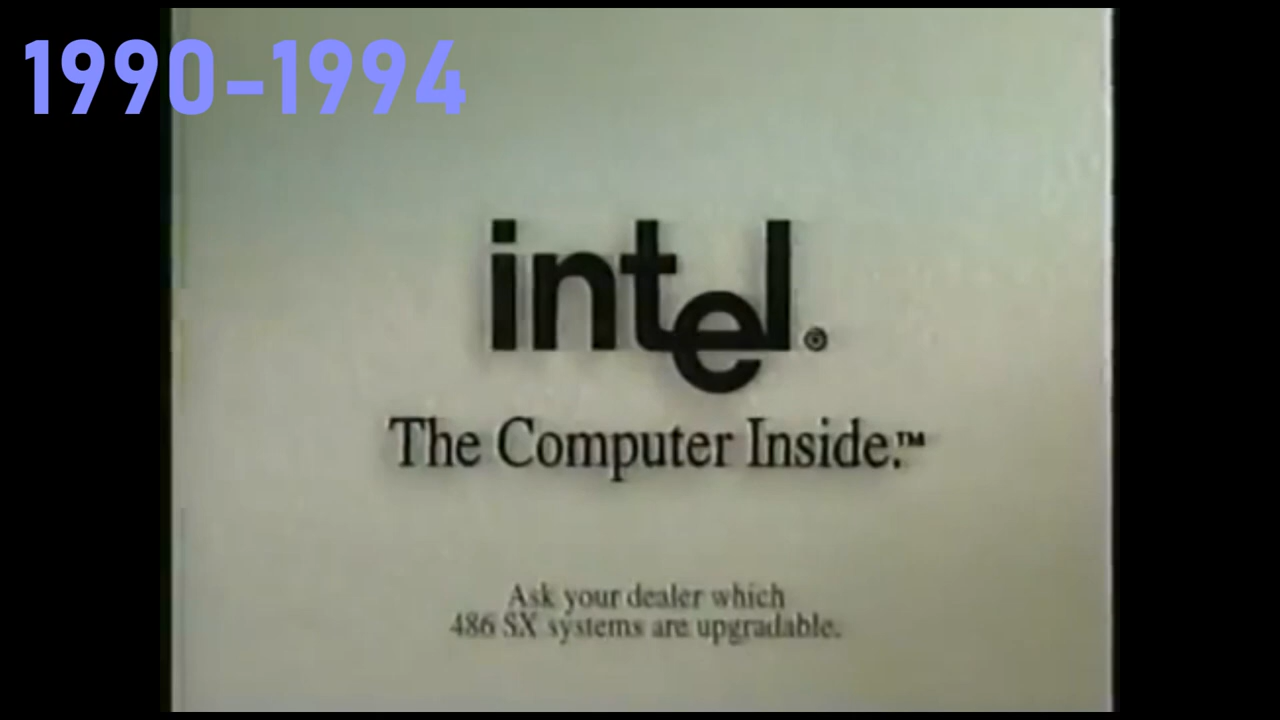 1990-1994
intel®
The Computer Inside.™
Ask your dealer which
486 SX systems are upgradable.